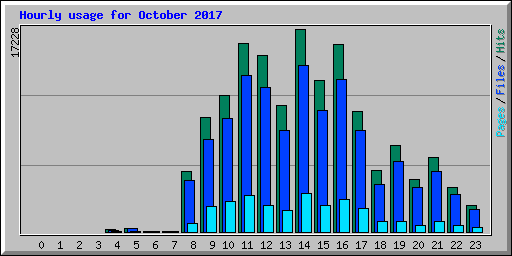 Hourly usage for October 2017
17228
Pages / Files / Hits
0 1 2 3 4 5 6 7 8 9 10 11 12 13 14 15 16 17 18 19 20 21 22 23